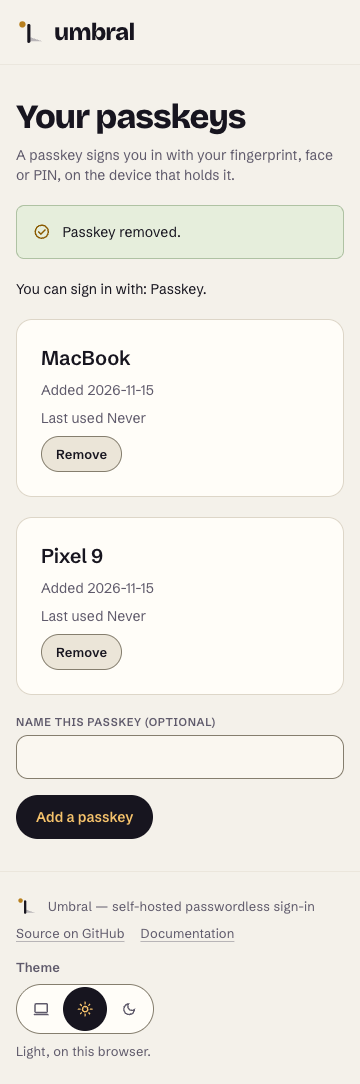 umbral
Your passkeys
A passkey signs you in with your fingerprint, face
or PIN, on the device that holds it.
Passkey removed.
You can sign in with: Passkey.
MacBook
Added 2026-11-15
Last used Never
Remove
Pixel 9
Added 2026-11-15
Last used Never
Remove
NAME THIS PASSKEY (OPTIONAL)
Add a passkey
Umbral — self-hosted passwordless sign-in
Source on GitHub Documentation
Theme
Light, on this browser.